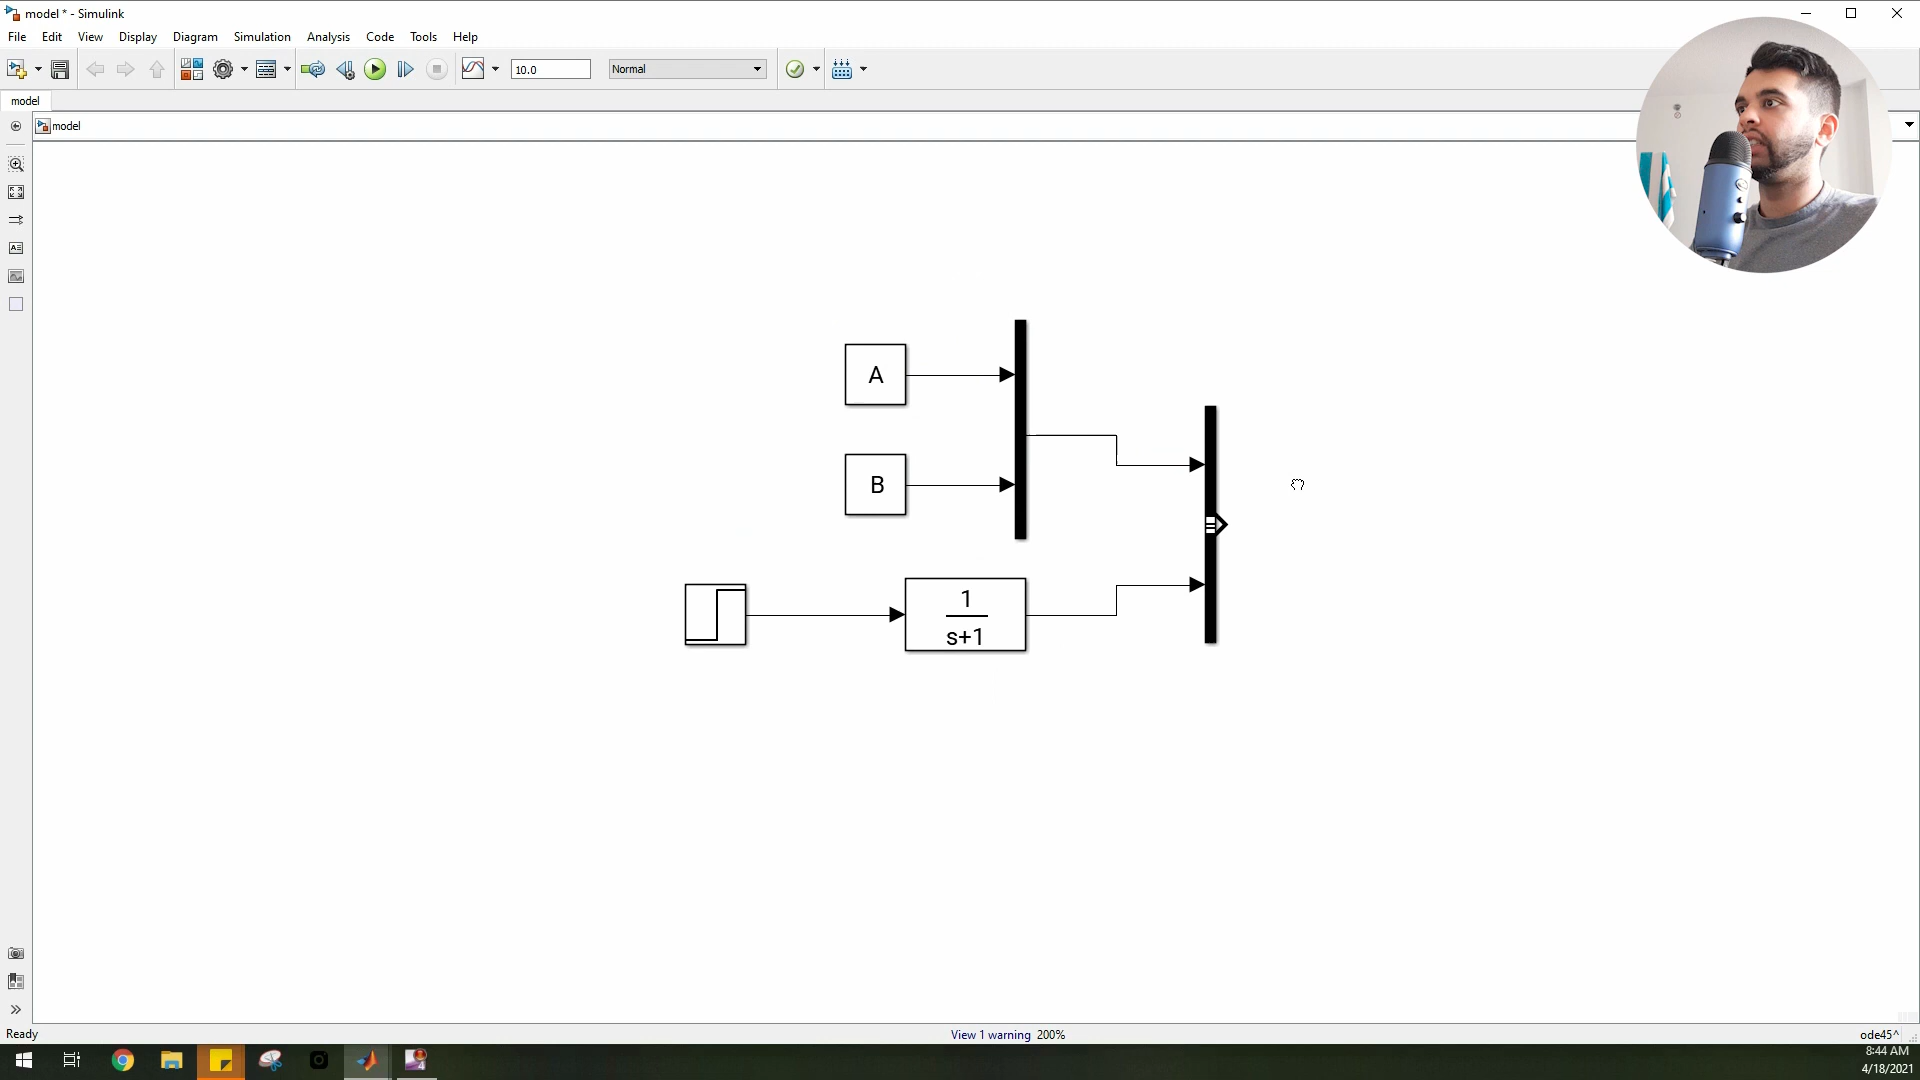 model * - Simulink
File Edit View Display Diagram Simulation Analysis Code Tools Help
10.0 Normal
model
model
A
B
1
s+1
Ready View 1 warning 200% ode45^
8:44 AM
4/18/2021